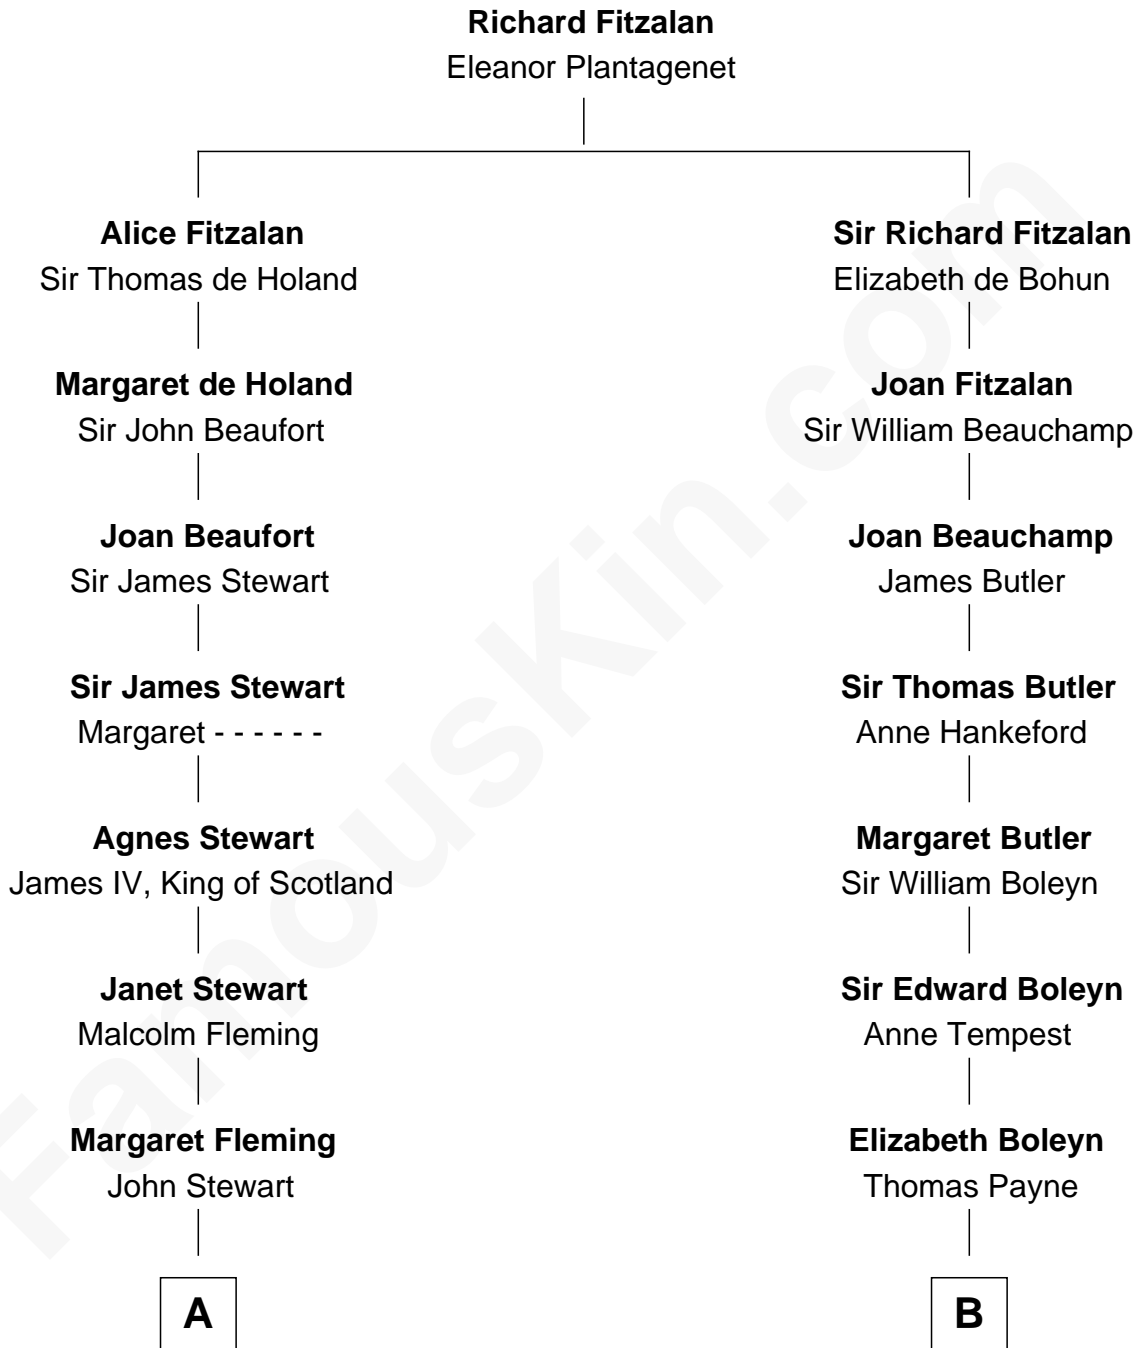 Richard Fitzalan
Eleanor Plantagenet
Alice Fitzalan
Sir Thomas de Holand
Margaret de Holand
Sir John Beaufort
Joan Beaufort
Sir James Stewart
Sir James Stewart
Margaret - - - - - -
Agnes Stewart
James IV, King of Scotland
Janet Stewart
Malcolm Fleming
Margaret Fleming
John Stewart
A
Sir Richard Fitzalan
Elizabeth de Bohun
Joan Fitzalan
Sir William Beauchamp
Joan Beauchamp
James Butler
Sir Thomas Butler
Anne Hankeford
Margaret Butler
Sir William Boleyn
Sir Edward Boleyn
Anne Tempest
Elizabeth Boleyn
Thomas Payne
B
FamousKin.com